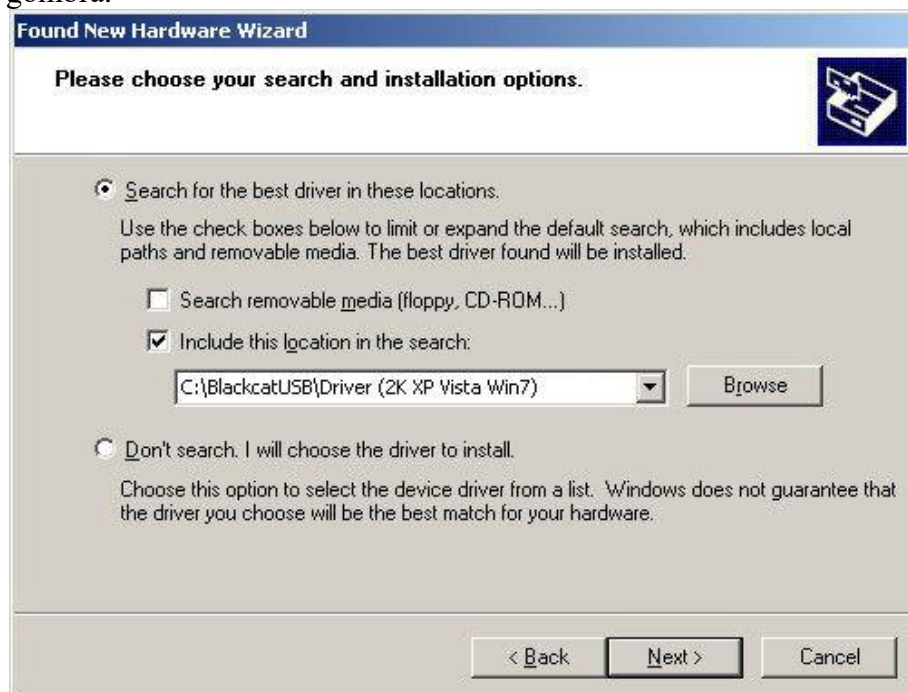 gombra.
Found New Hardware Wizard
Please choose your search and installation options.
Search for the best driver in these locations.
Use the check boxes below to limit or expand the default search, which includes local
paths and removable media. The best driver found will be installed.
Search removable media (floppy, CD-ROM...)
Include this location in the search:
C:\BlackcatUSB\Driver (2K XP Vista Win7)
Browse
Don't search. I will choose the driver to install.
Choose this option to select the device driver from a list. Windows does not guarantee that
the driver you choose will be the best match for your hardware.
< Back Next > Cancel